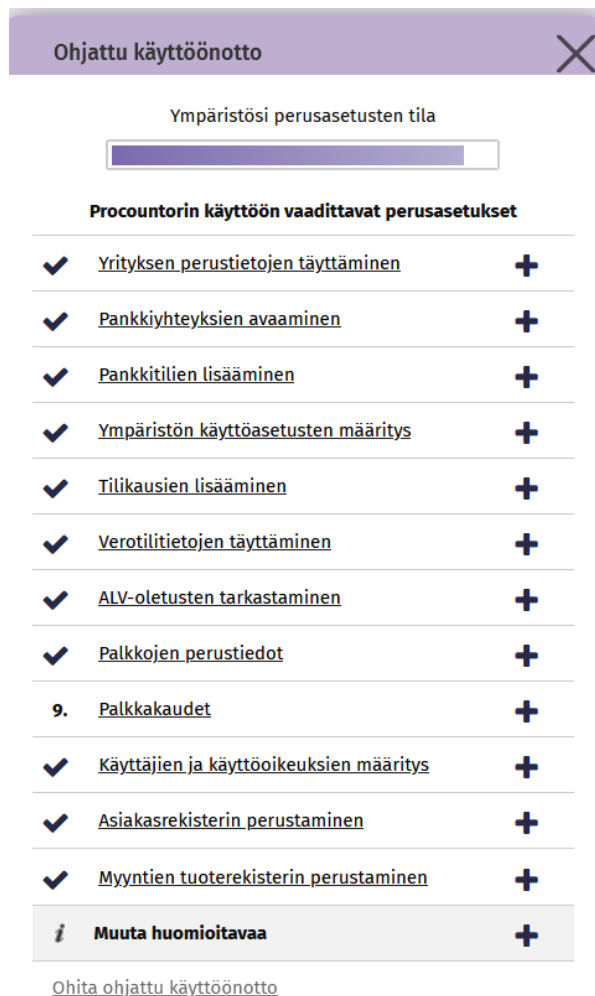 Ohjattu käyttöönotto
Ympäristösi perusasetusten tila
Procountorin käyttöön vaadittavat perusasetukset
Yrityksen perustietojen täyttäminen
Pankkiyhteyksien avaaminen
Pankkitilien lisääminen
Ympäristön käyttöasetusten määritys
Tilikausien lisääminen
Verotilitietojen täyttäminen
ALV-oletusten tarkastaminen
Palkkojen perustiedot
9. Palkkakaudet
Käyttäjien ja käyttöoikeuksien määritys
Asiakasrekisterin perustaminen
Myyntien tuoterekisterin perustaminen
i Muuta huomioitavaa
Ohita ohjattu käyttöönotto